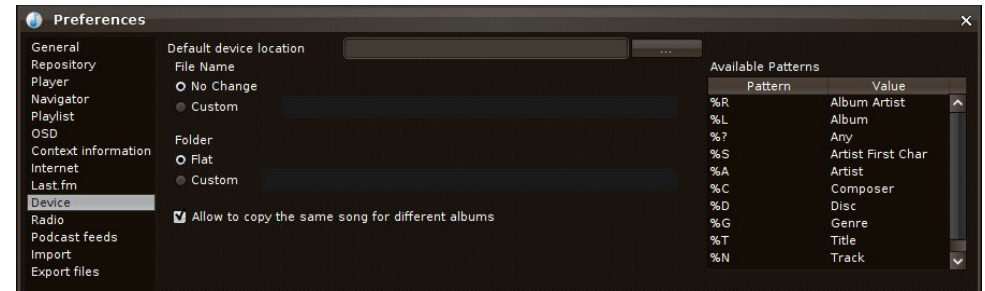 Preferences
General
Repository
Player
Navigator
Playlist
OSD
Context information
Internet
Last.fm
Device
Radio
Podcast feeds
Import
Export files
Default device location ...
File Name
No Change
Custom
Folder
Flat
Custom
Allow to copy the same song for different albums
Available Patterns
Pattern Value
%R Album Artist
%L Album
%? Any
%S Artist First Char
%A Artist
%C Composer
%D Disc
%G Genre
%T Title
%N Track